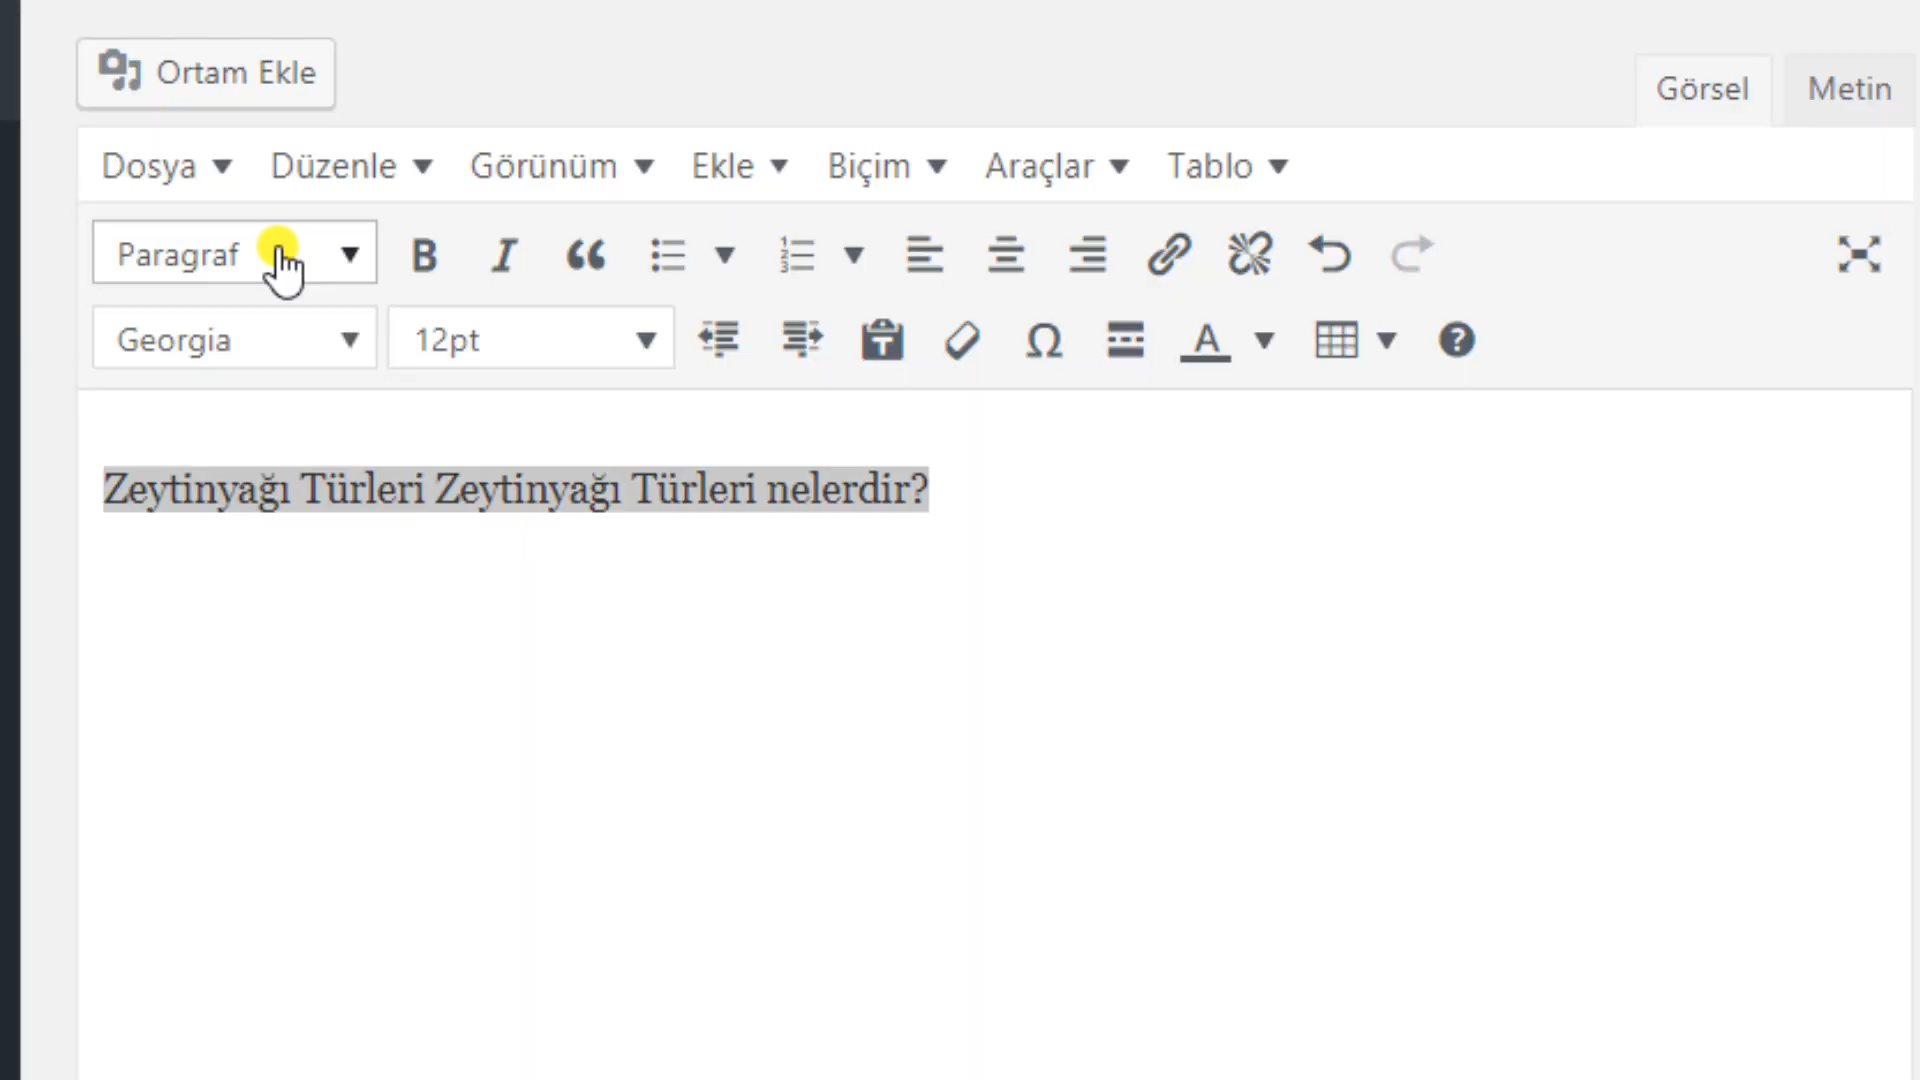 Ortam Ekle
Görsel Metin
Dosya Düzenle Görünüm Ekle Biçim Araçlar Tablo
Paragraf
Georgia 12pt
Zeytinyağı Türleri Zeytinyağı Türleri nelerdir?